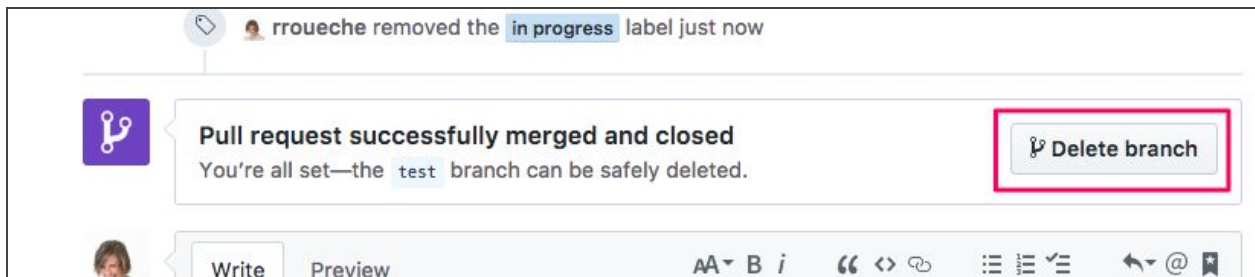 rroueche removed the in progress label just now
Pull request successfully merged and closed
Delete branch
You're all set—the test branch can be safely deleted.
Write Preview AA B i “ <> @